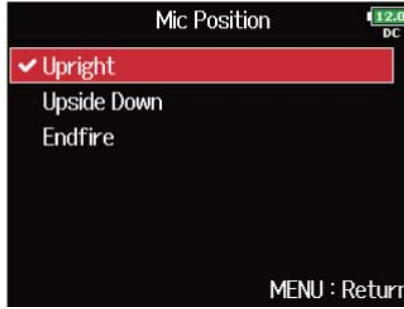 Mic Position
12.0
DC
✔ Upright
Upside Down
Endfire
MENU : Return